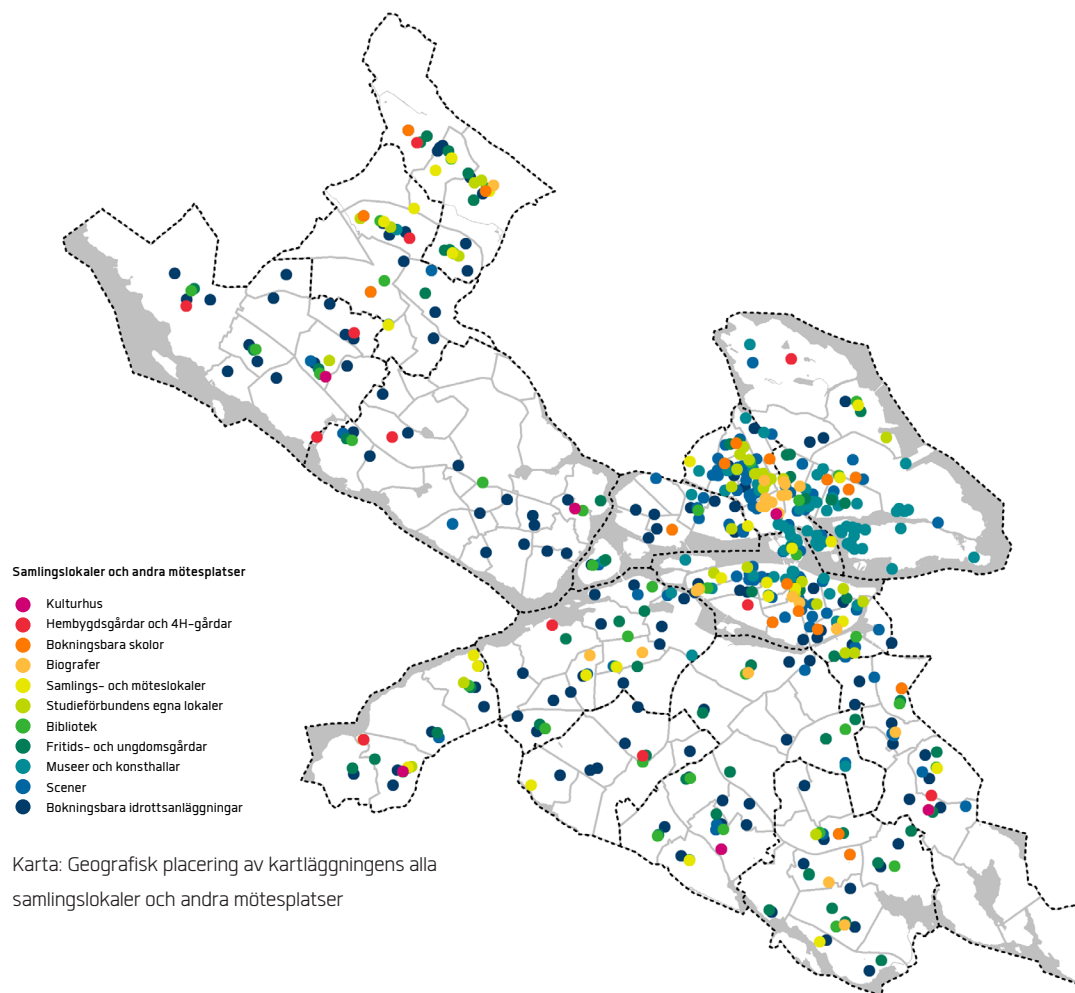 Samlingslokaler och andra mötesplatser
Kulturhus
Hembygdsgårdar och 4H-gårdar
Bokningsbara skolor
Biografer
Samlings- och möteslokaler
Studieförbundens egna lokaler
Bibliotek
Fritids- och ungdomsgårdar
Museer och konsthallar
Scener
Bokningsbara idrottsanläggningar
Karta: Geografisk placering av kartläggningens alla
samlingslokaler och andra mötesplatser